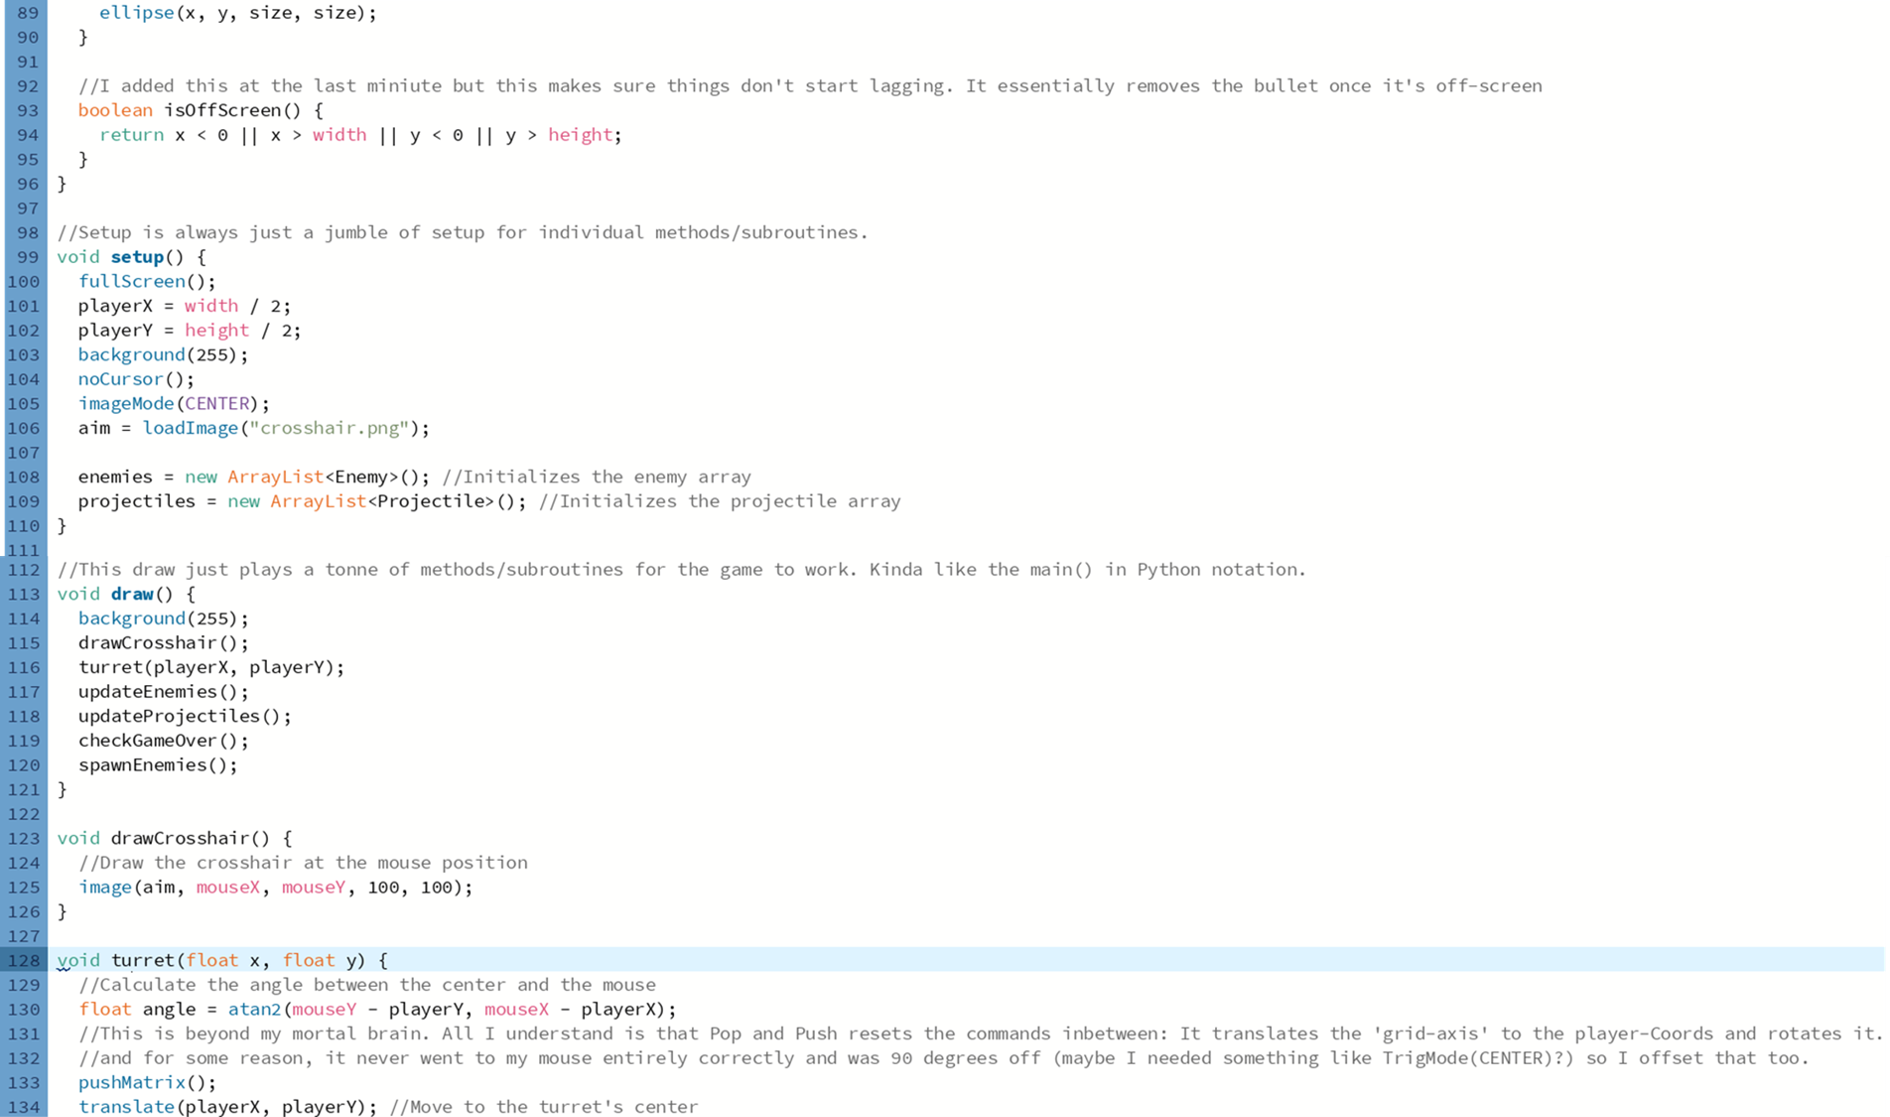 89 ellipse(x, y, size, size);
90 }
91
92 //I added this at the last miniute but this makes sure things don't start lagging. It essentially removes the bullet once it's off-screen
93 boolean isOffScreen() {
94 return x < 0 || x > width || y < 0 || y > height;
95 }
96 }
97
98 //Setup is always just a jumble of setup for individual methods/subroutines.
99 void setup() {
100 fullScreen();
101 playerX = width / 2;
102 playerY = height / 2;
103 background(255);
104 noCursor();
105 imageMode(CENTER);
106 aim = loadImage("crosshair.png");
107
108 enemies = new ArrayList<Enemy>(); //Initializes the enemy array
109 projectiles = new ArrayList<Projectile>(); //Initializes the projectile array
110 }
111
112 //This draw just plays a tonne of methods/subroutines for the game to work. Kinda like the main() in Python notation.
113 void draw() {
114 background(255);
115 drawCrosshair();
116 turret(playerX, playerY);
117 updateEnemies();
118 updateProjectiles();
119 checkGameOver();
120 spawnEnemies();
121 }
122
123 void drawCrosshair() {
124 //Draw the crosshair at the mouse position
125 image(aim, mouseX, mouseY, 100, 100);
126 }
127
128 void turret(float x, float y) {
129 //Calculate the angle between the center and the mouse
130 float angle = atan2(mouseY - playerY, mouseX - playerX);
131 //This is beyond my mortal brain. All I understand is that Pop and Push resets the commands inbetween: It translates the 'grid-axis' to the player-Coords and rotates it.
132 //and for some reason, it never went to my mouse entirely correctly and was 90 degrees off (maybe I needed something like TrigMode(CENTER)?) so I offset that too.
133 pushMatrix();
134 translate(playerX, playerY); //Move to the turret's center